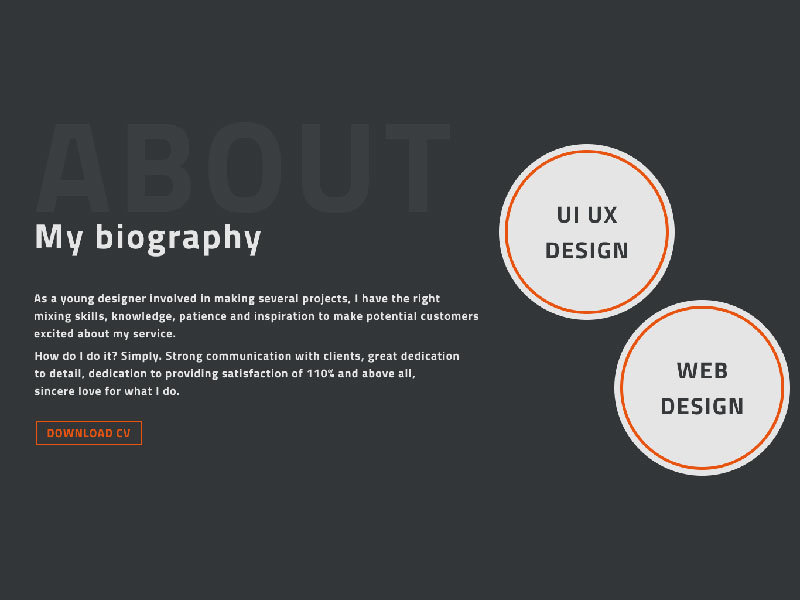 ABOUT
My biography
As a young designer involved in making several projects, I have the right
mixing skills, knowledge, patience and inspiration to make potential customers
excited about my service.
How do I do it? Simply. Strong communication with clients, great dedication
to detail, dedication to providing satisfaction of 110% and above all,
sincere love for what I do.
DOWNLOAD CV
UI UX
DESIGN
WEB
DESIGN